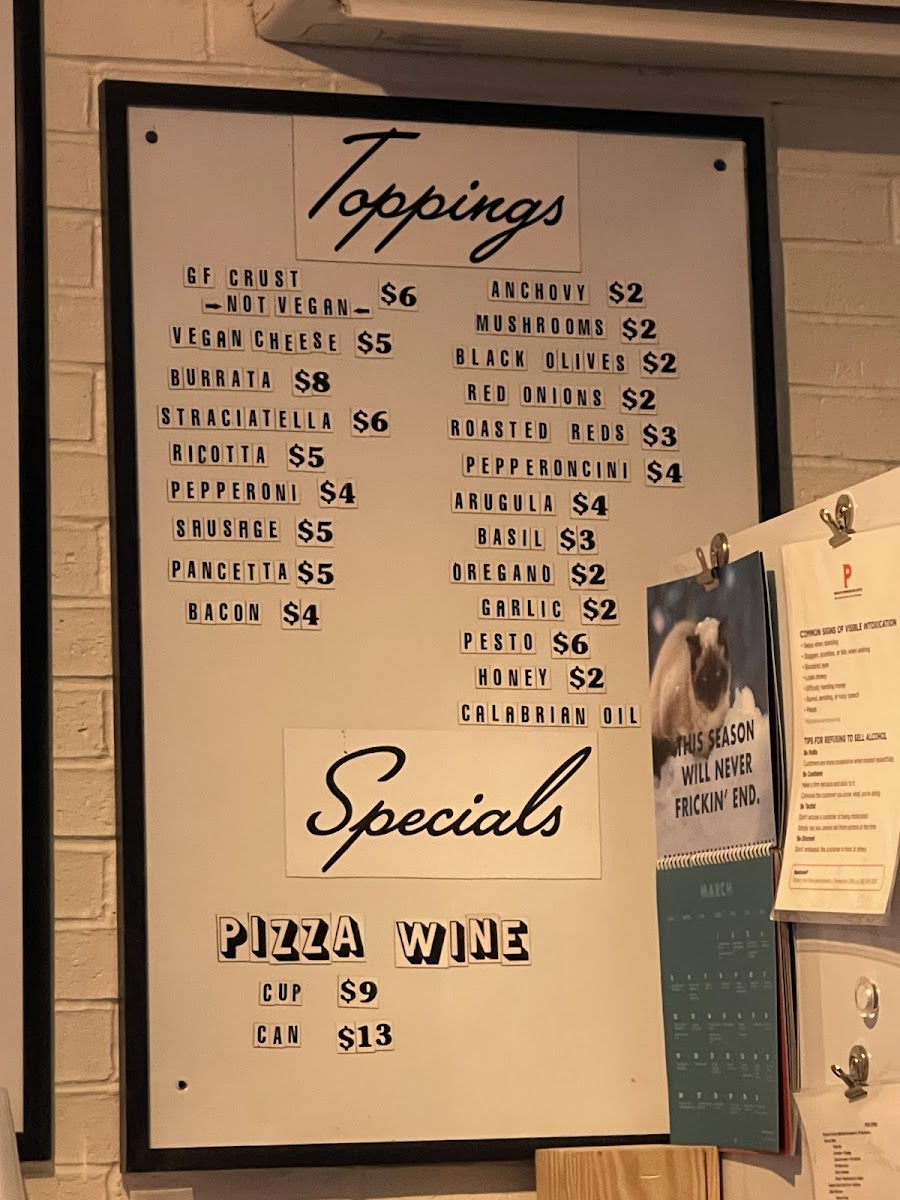 Toppings
GF CRUST
NOT VEGAN $6
VEGAN CHEESE $5
BURRATA $8
STRACIATELLA $6
RICOTTA $5
PEPPERONI $4
SAUSAGE $5
PANCETTA $5
BACON $4
ANCHOVY $2
MUSHROOMS $2
BLACK OLIVES $2
RED ONIONS $2
ROASTED REDS $3
PEPPERONCINI $4
ARUGULA $4
BASIL $3
OREGANO $2
GARLIC $2
PESTO $6
HONEY $2
CALABRIAN OIL
Specials
PIZZA WINE
CUP $9
CAN $13
THIS SEASON
WILL NEVER
FRICKIN' END.
MARCH
P
COMMON SIGNS OF VISIBLE INTOXICATION
TIPS FOR REFUSING TO SELL ALCOHOL
Be Polite